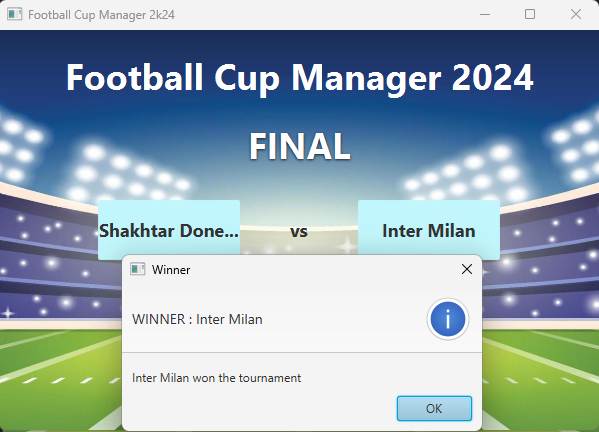 Football Cup Manager 2k24
Football Cup Manager 2024
FINAL
Shakhtar Done...
vs
Inter Milan
Winner
WINNER : Inter Milan
Inter Milan won the tournament
OK